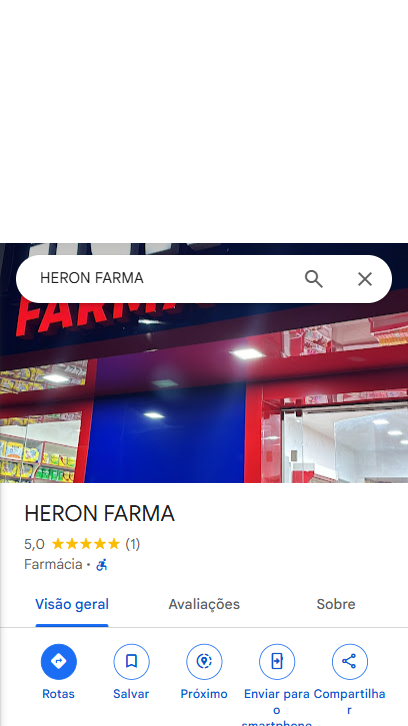 HERON FARMA
FARMA
HERON FARMA
5,0 ★★★★★ (1)
Farmácia ·
Visão geral Avaliações Sobre
Rotas Salvar Próximo Enviar para o smartphone Compartilhar